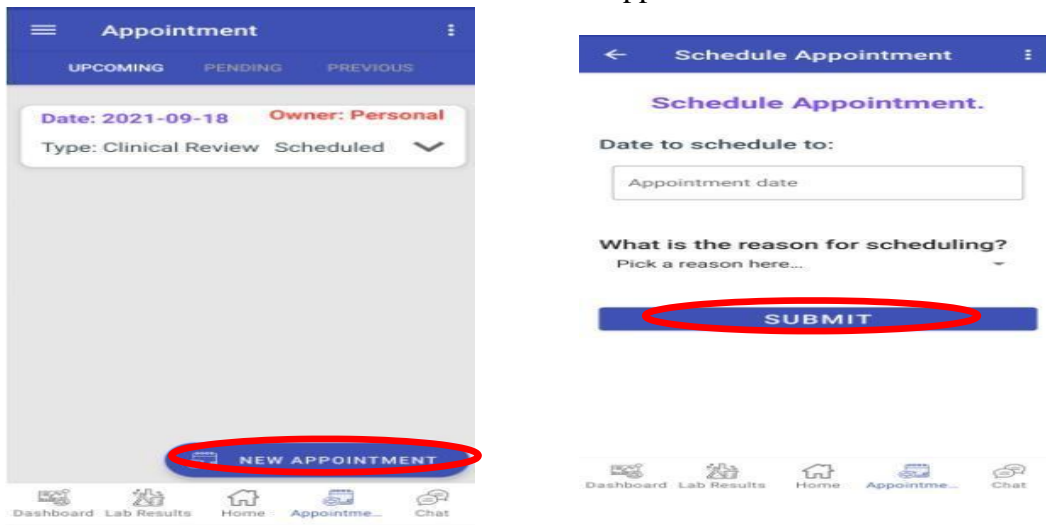 Appointment
UPCOMING PENDING PREVIOUS
Date: 2021-09-18 Owner: Personal
Type: Clinical Review Scheduled
NEW APPOINTMENT
Dashboard Lab Results Home Appointme... Chat
Schedule Appointment
Schedule Appointment.
Date to schedule to:
Appointment date
What is the reason for scheduling?
Pick a reason here...
SUBMIT
Dashboard Lab Results Home Appointme... Chat